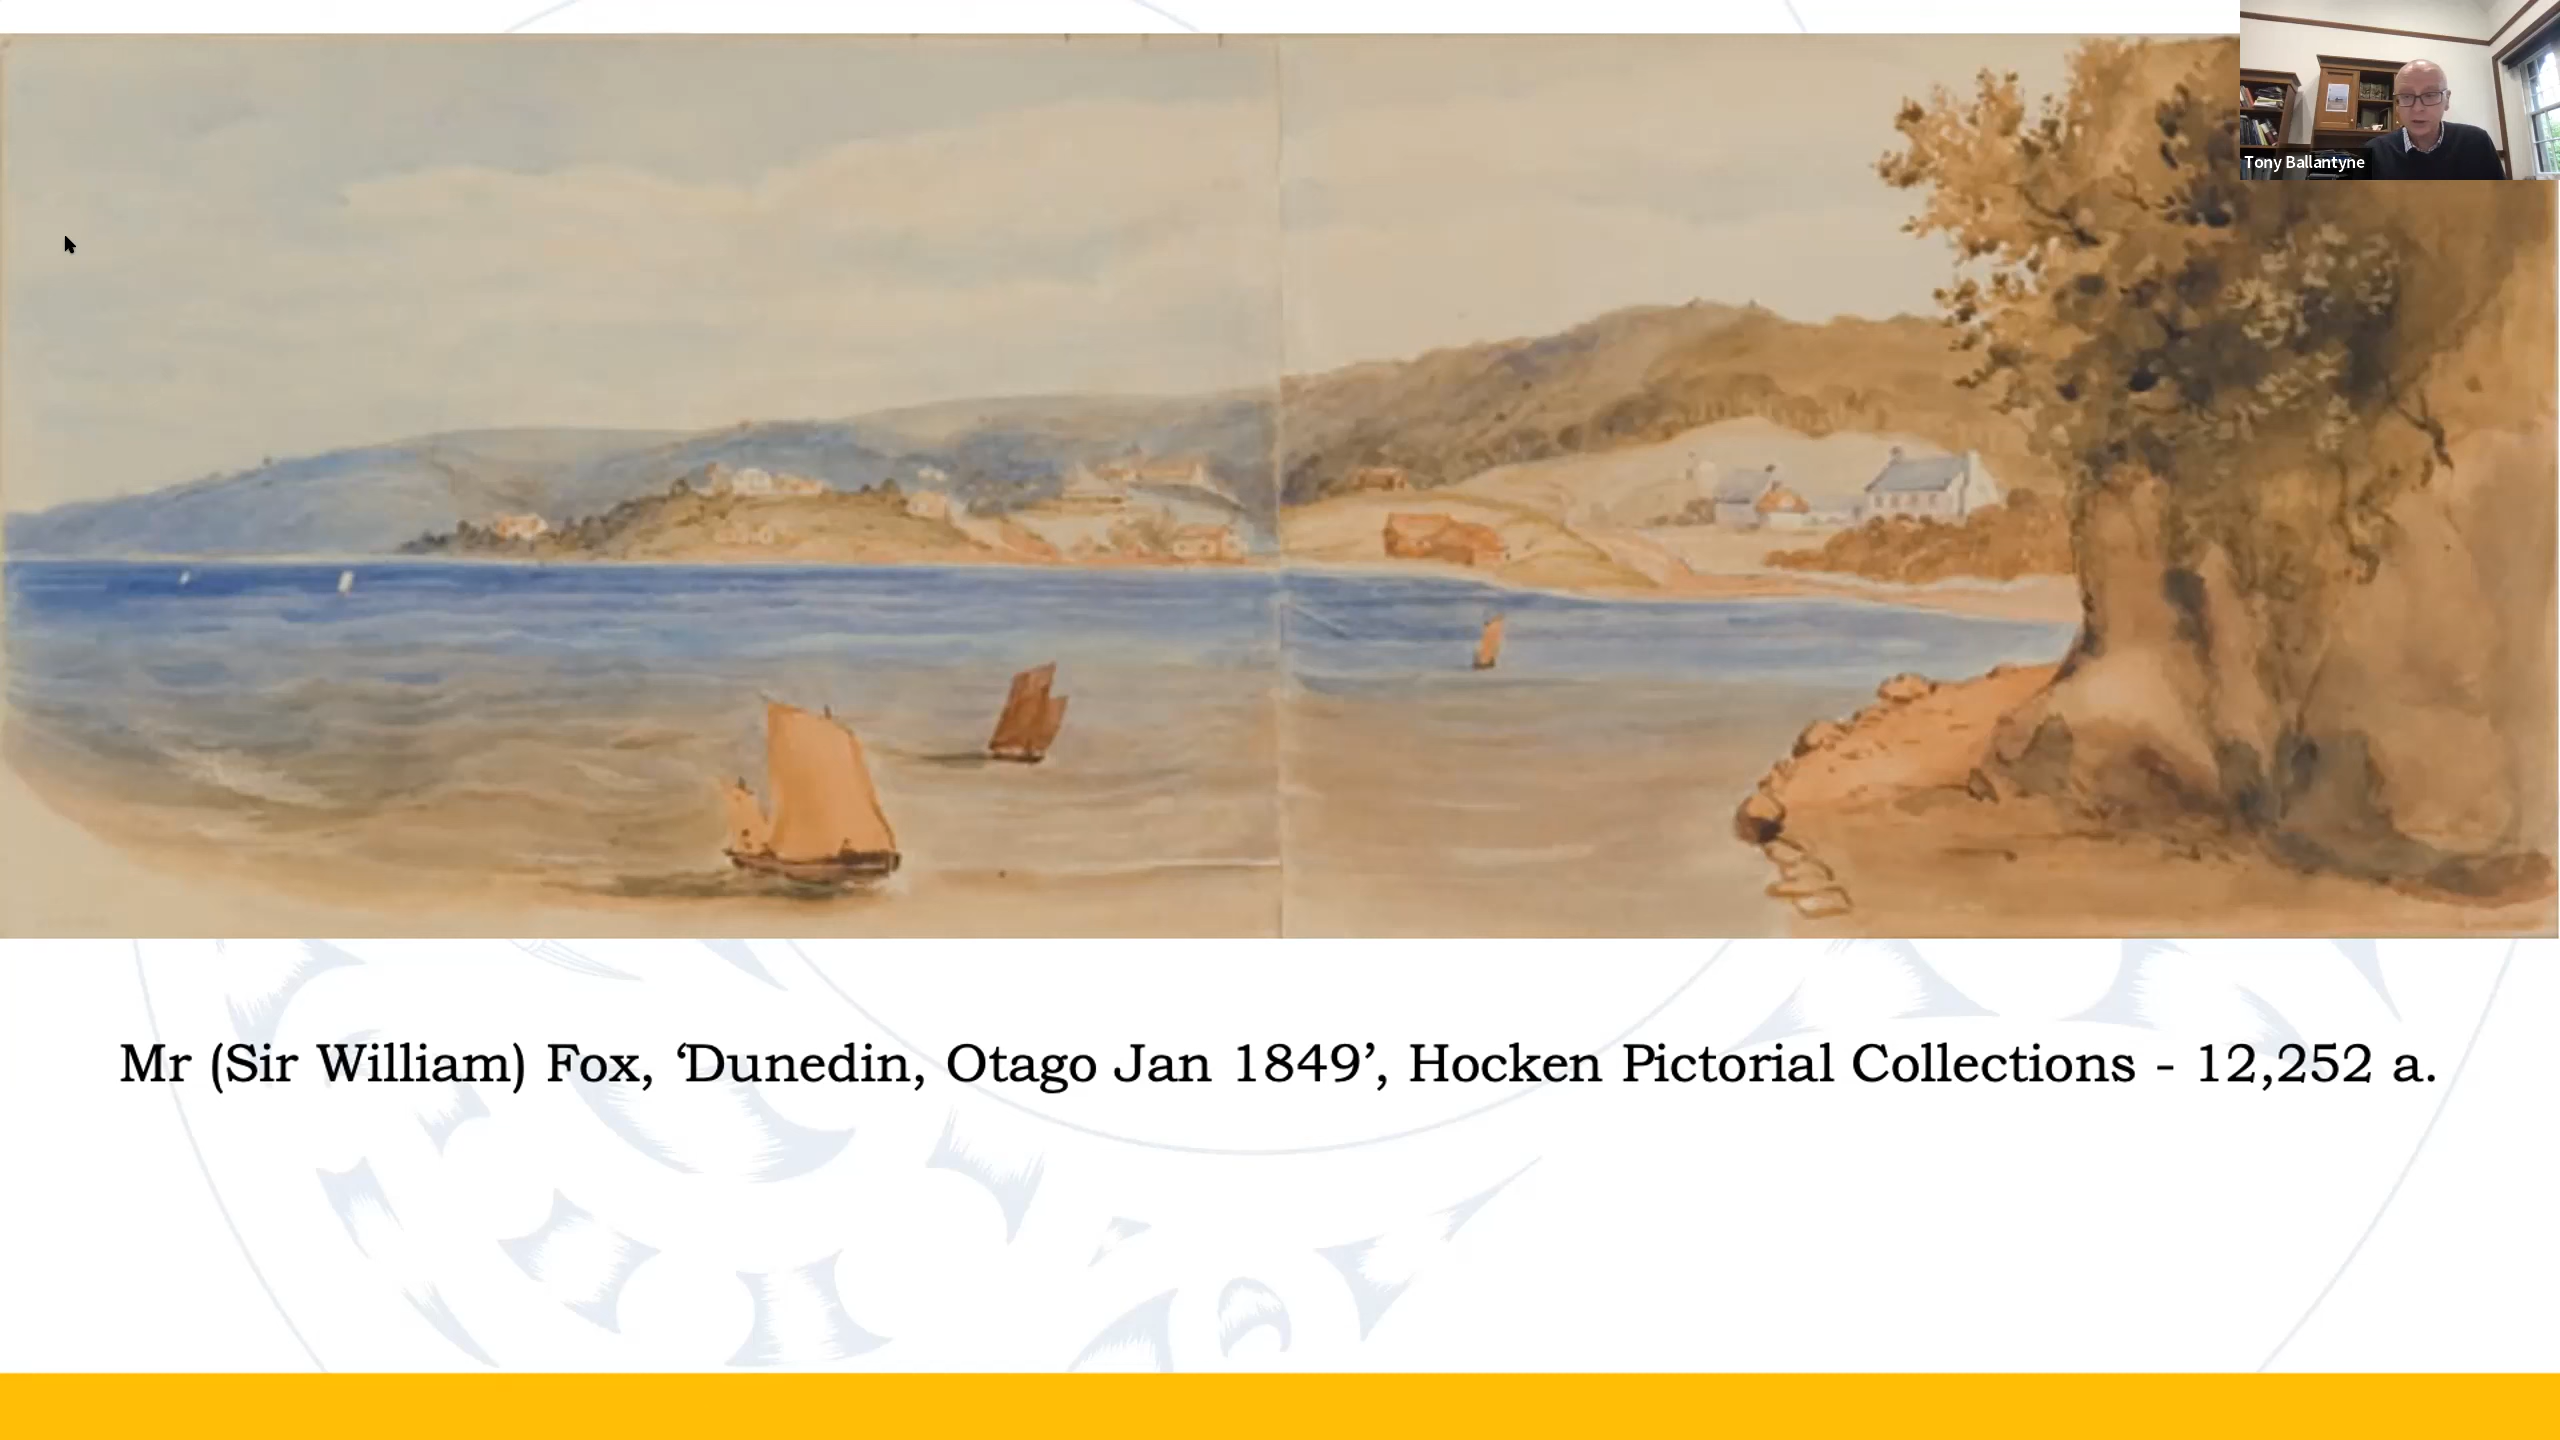 Tony Ballantyne
Mr (Sir William) Fox, ‘Dunedin, Otago Jan 1849’, Hocken Pictorial Collections - 12,252 a.